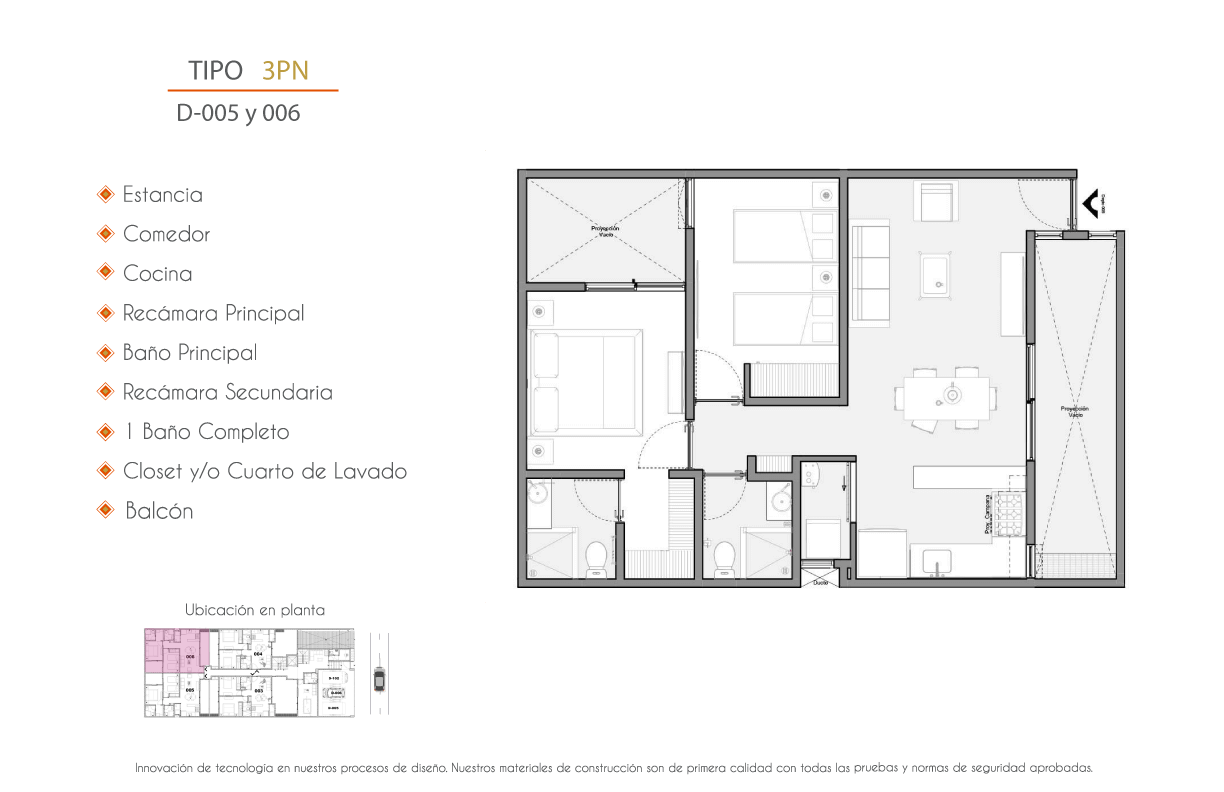 TIPO 3PN
D-005 y 006
Estancia
Comedor
Cocina
Recámara Principal
Baño Principal
Recámara Secundaria
1 Baño Completo
Closet y/o Cuarto de Lavado
Balcón
Proyección
Vacío
Proyección
Vacío
Proy. Campana
Ducto
Ubicación en planta
006
004
005
003
D-102
D-006
D-005
Innovación de tecnología en nuestros procesos de diseño. Nuestros materiales de construcción son de primera calidad con todas las pruebas y normas de seguridad aprobadas.